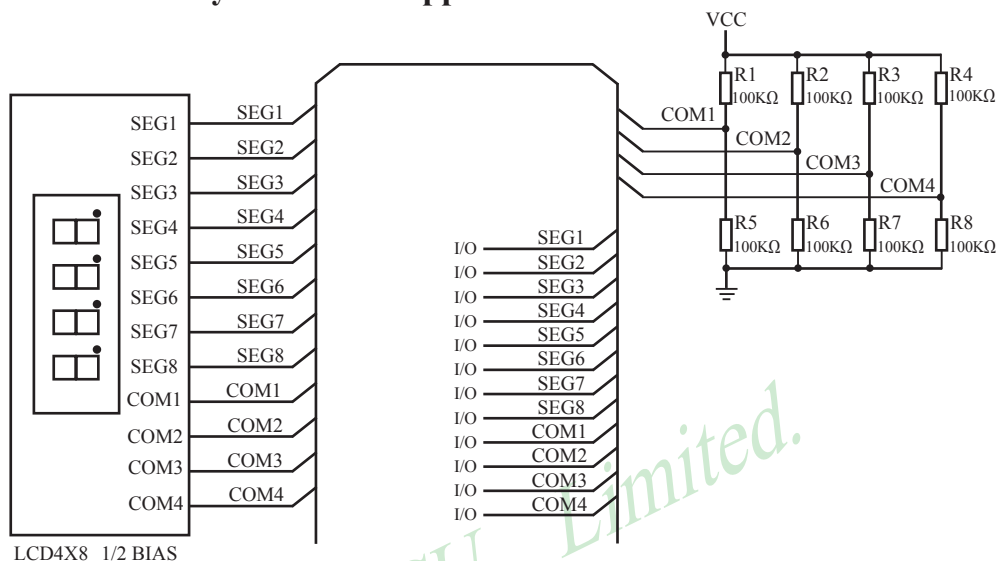 VCC
R1
R2
R3
R4
100KΩ
100KΩ
100KΩ
100KΩ
COM1
COM2
COM3
COM4
R5
R6
R7
R8
100KΩ
100KΩ
100KΩ
100KΩ
SEG1 SEG1
SEG2 SEG2
SEG3 SEG3
SEG4 SEG4
SEG5 SEG5
SEG6 SEG6
SEG7 SEG7
SEG8 SEG8
COM1 COM1
COM2 COM2
COM3 COM3
COM4 COM4
LCD4X8 1/2 BIAS
I/O SEG1
I/O SEG2
I/O SEG3
I/O SEG4
I/O SEG5
I/O SEG6
I/O SEG7
I/O SEG8
I/O COM1
I/O COM2
I/O COM3
I/O COM4
Limited.